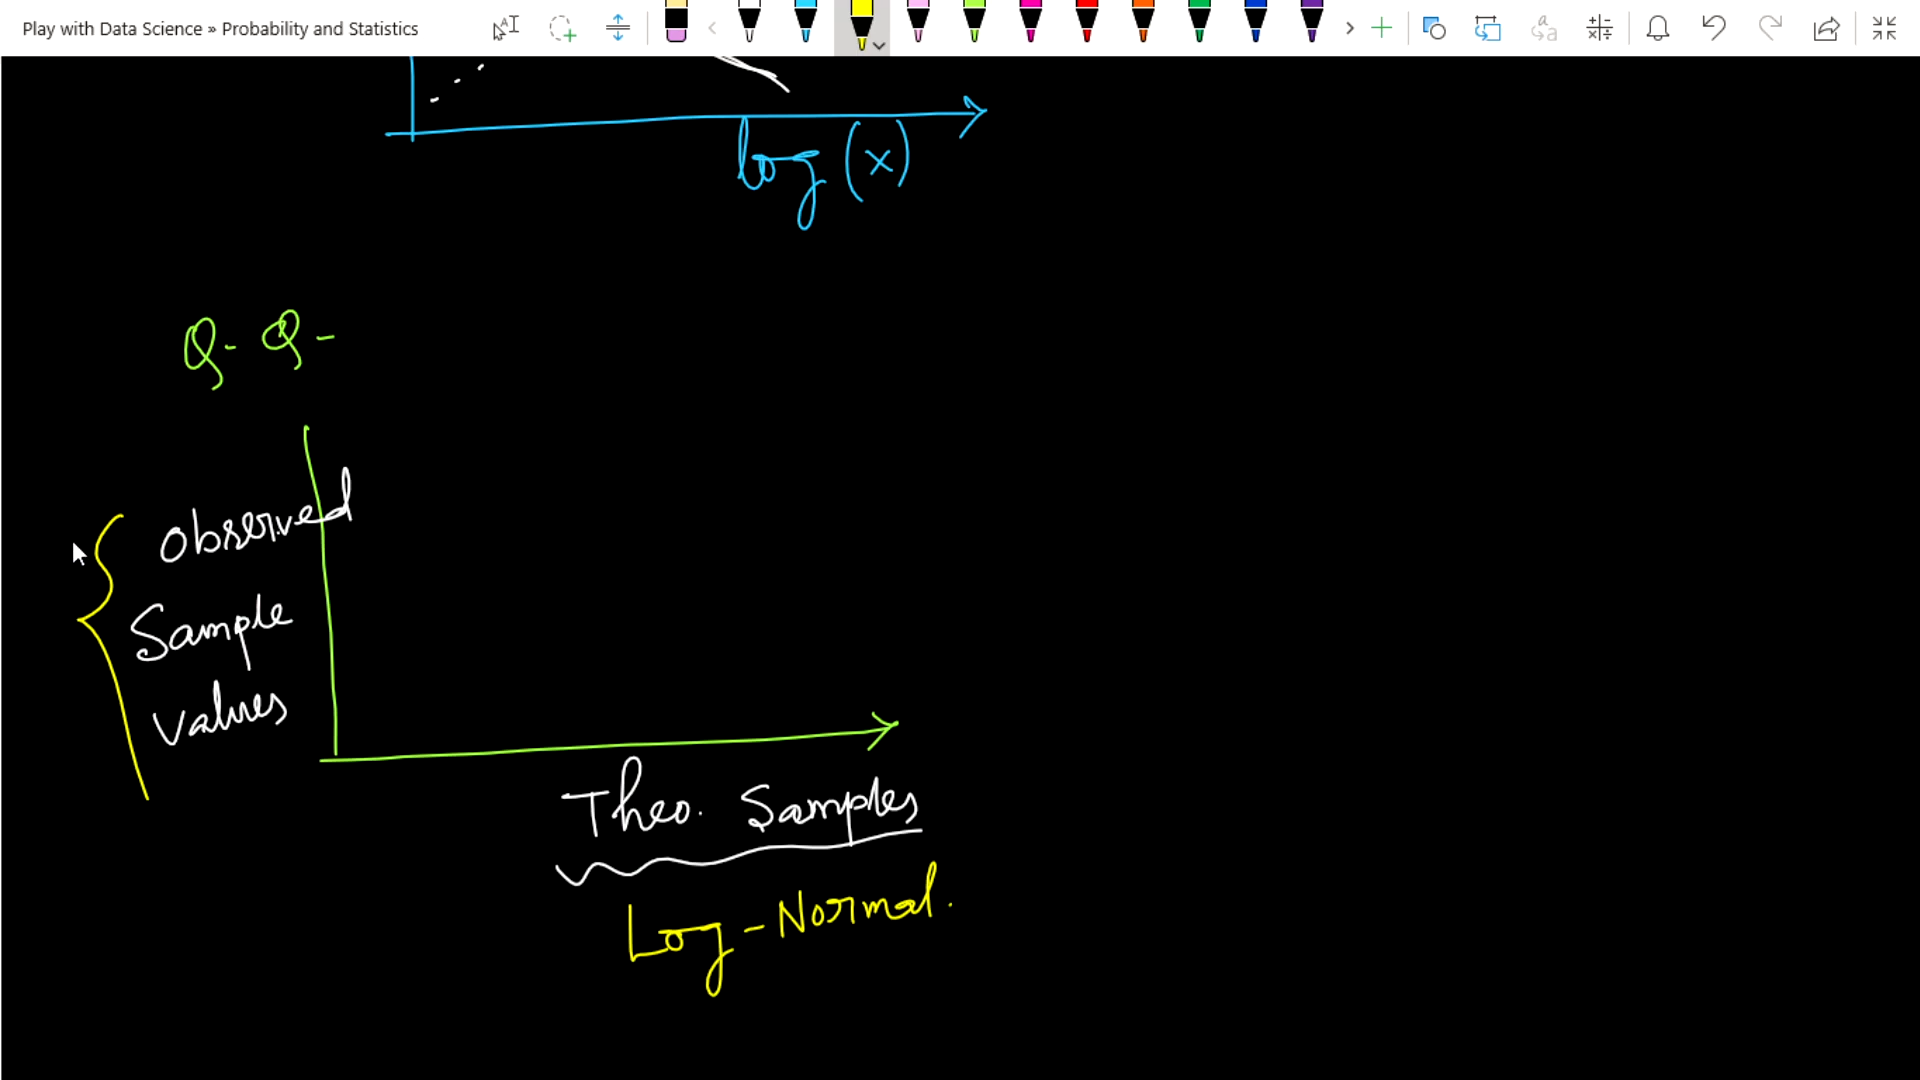 Play with Data Science » Probability and Statistics
log (x)
Q- Q-
observed
Sample
values
Theo. Samples
Log-Normal.